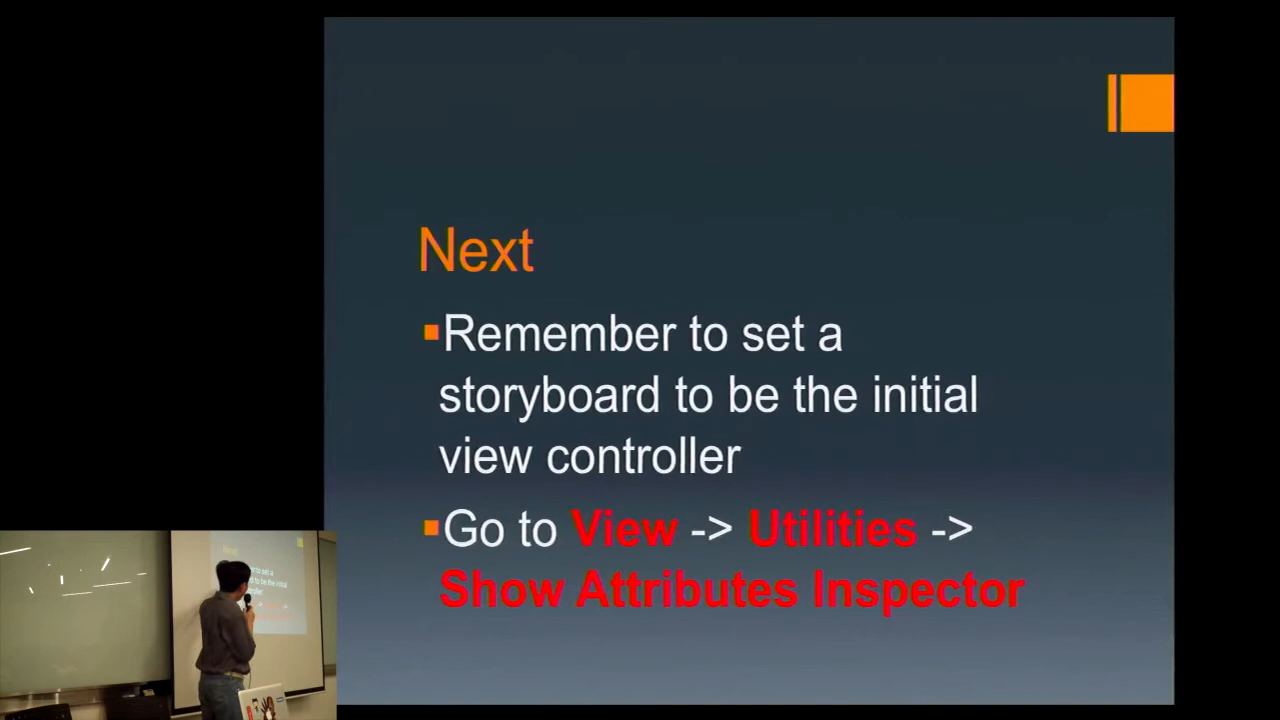 Next
Remember to set a
storyboard to be the initial
view controller
Go to View -> Utilities ->
Show Attributes Inspector